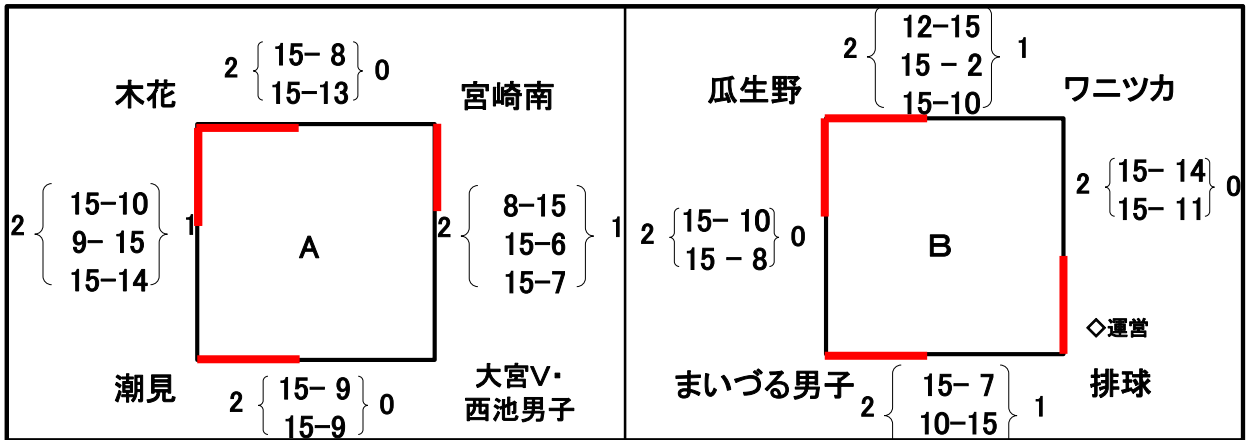 木花
2 15- 8 0
15-13
宮崎南
2 15-10 1
9- 15
15-14
A
2 8-15 1
15-6
15-7
潮見
2 15- 9 0
15-9
大宮V・
西池男子
瓜生野
2 12-15 1
15 - 2
15-10
ワニツカ
2 15- 10 0
15 - 8
B
2 15- 14 0
15- 11
◇運営
まいづる男子
2 15- 7 1
10-15
排球